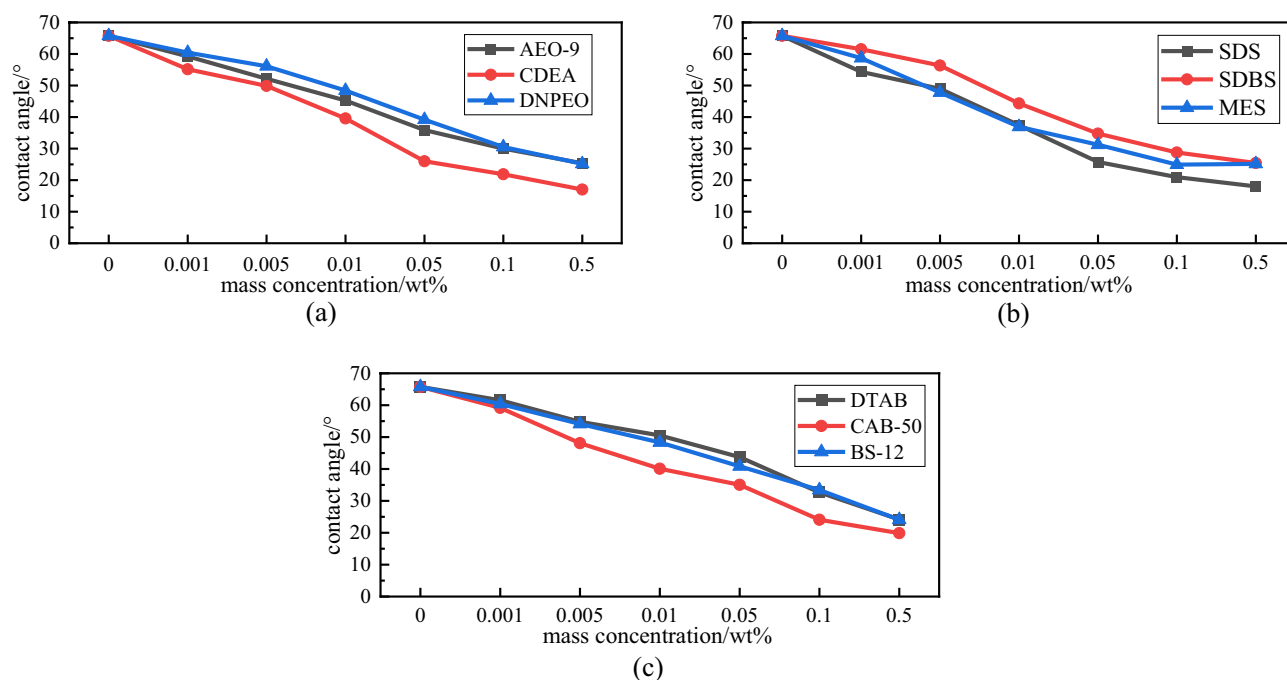 70
60
50
40
30
20
10
0
contact angle/°
AEO-9
CDEA
DNPEO
0 0.001 0.005 0.01 0.05 0.1 0.5
mass concentration/wt%
(a)
70
60
50
40
30
20
10
0
contact angle/°
SDS
SDBS
MES
0 0.001 0.005 0.01 0.05 0.1 0.5
mass concentration/wt%
(b)
70
60
50
40
30
20
10
0
contact angle/°
DTAB
CAB-50
BS-12
0 0.001 0.005 0.01 0.05 0.1 0.5
mass concentration/wt%
(c)